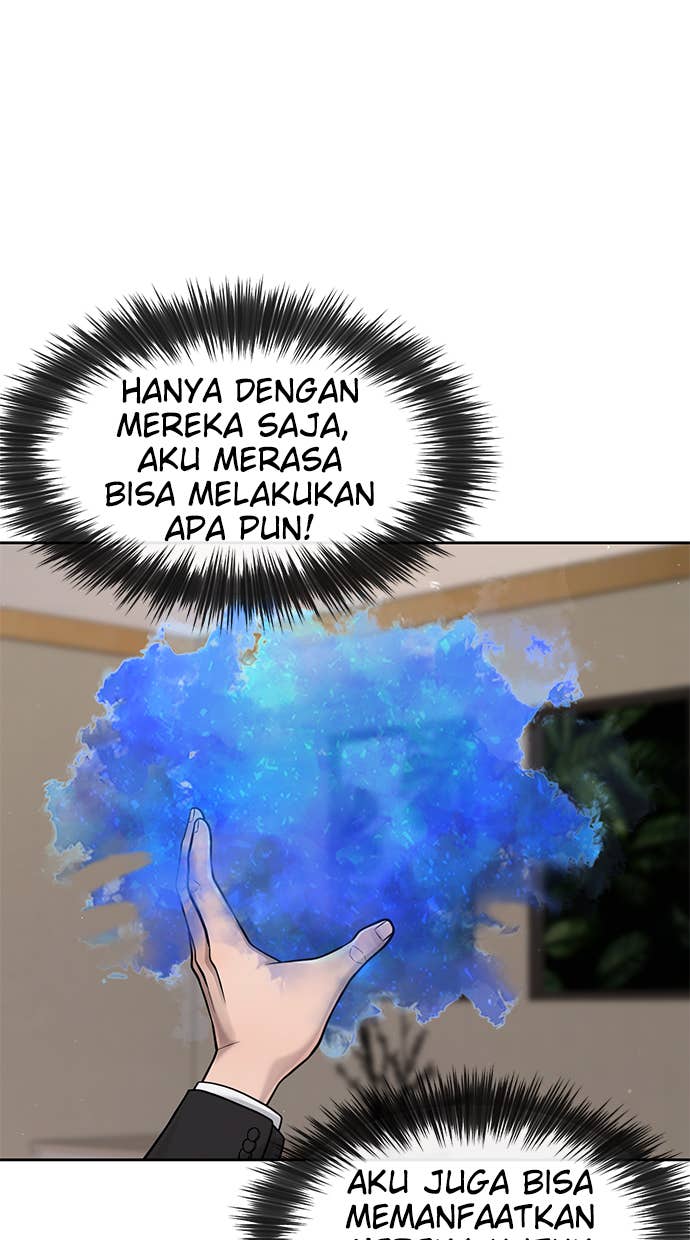 HANYA DENGAN
MEREKA SAJA,
AKU MERASA
BISA MELAKUKAN
APA PUN!
AKU JUGA BISA
MEMANFAATKAN